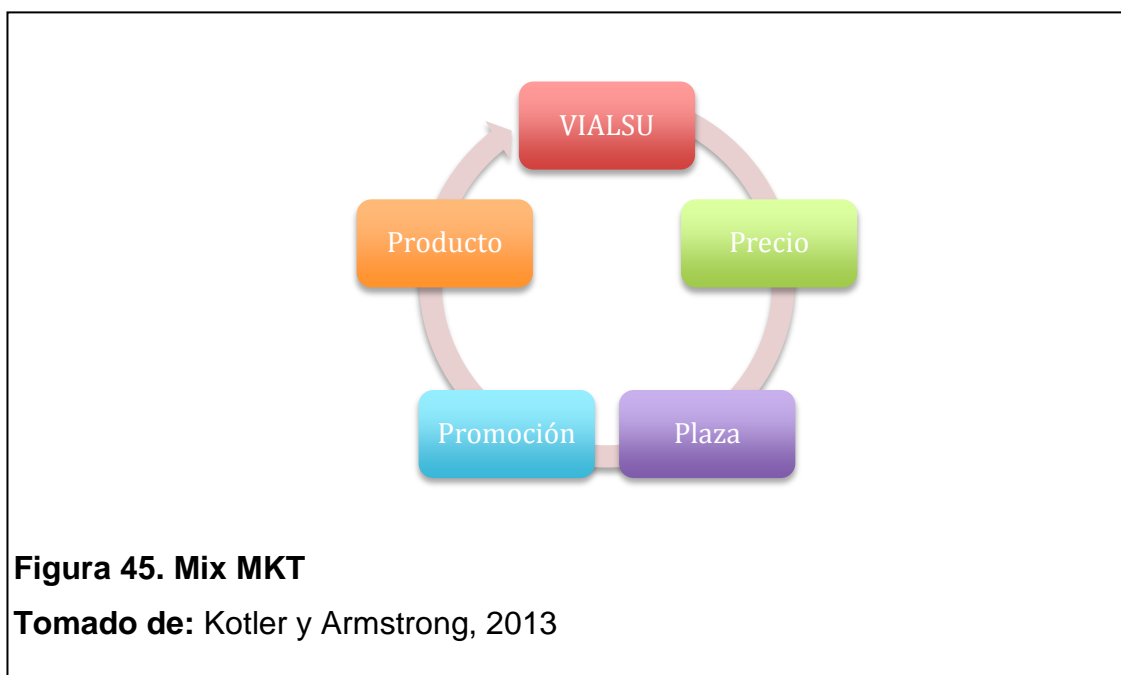 VIALSU
Producto
Precio
Promoción
Plaza
Figura 45. Mix MKT
Tomado de: Kotler y Armstrong, 2013